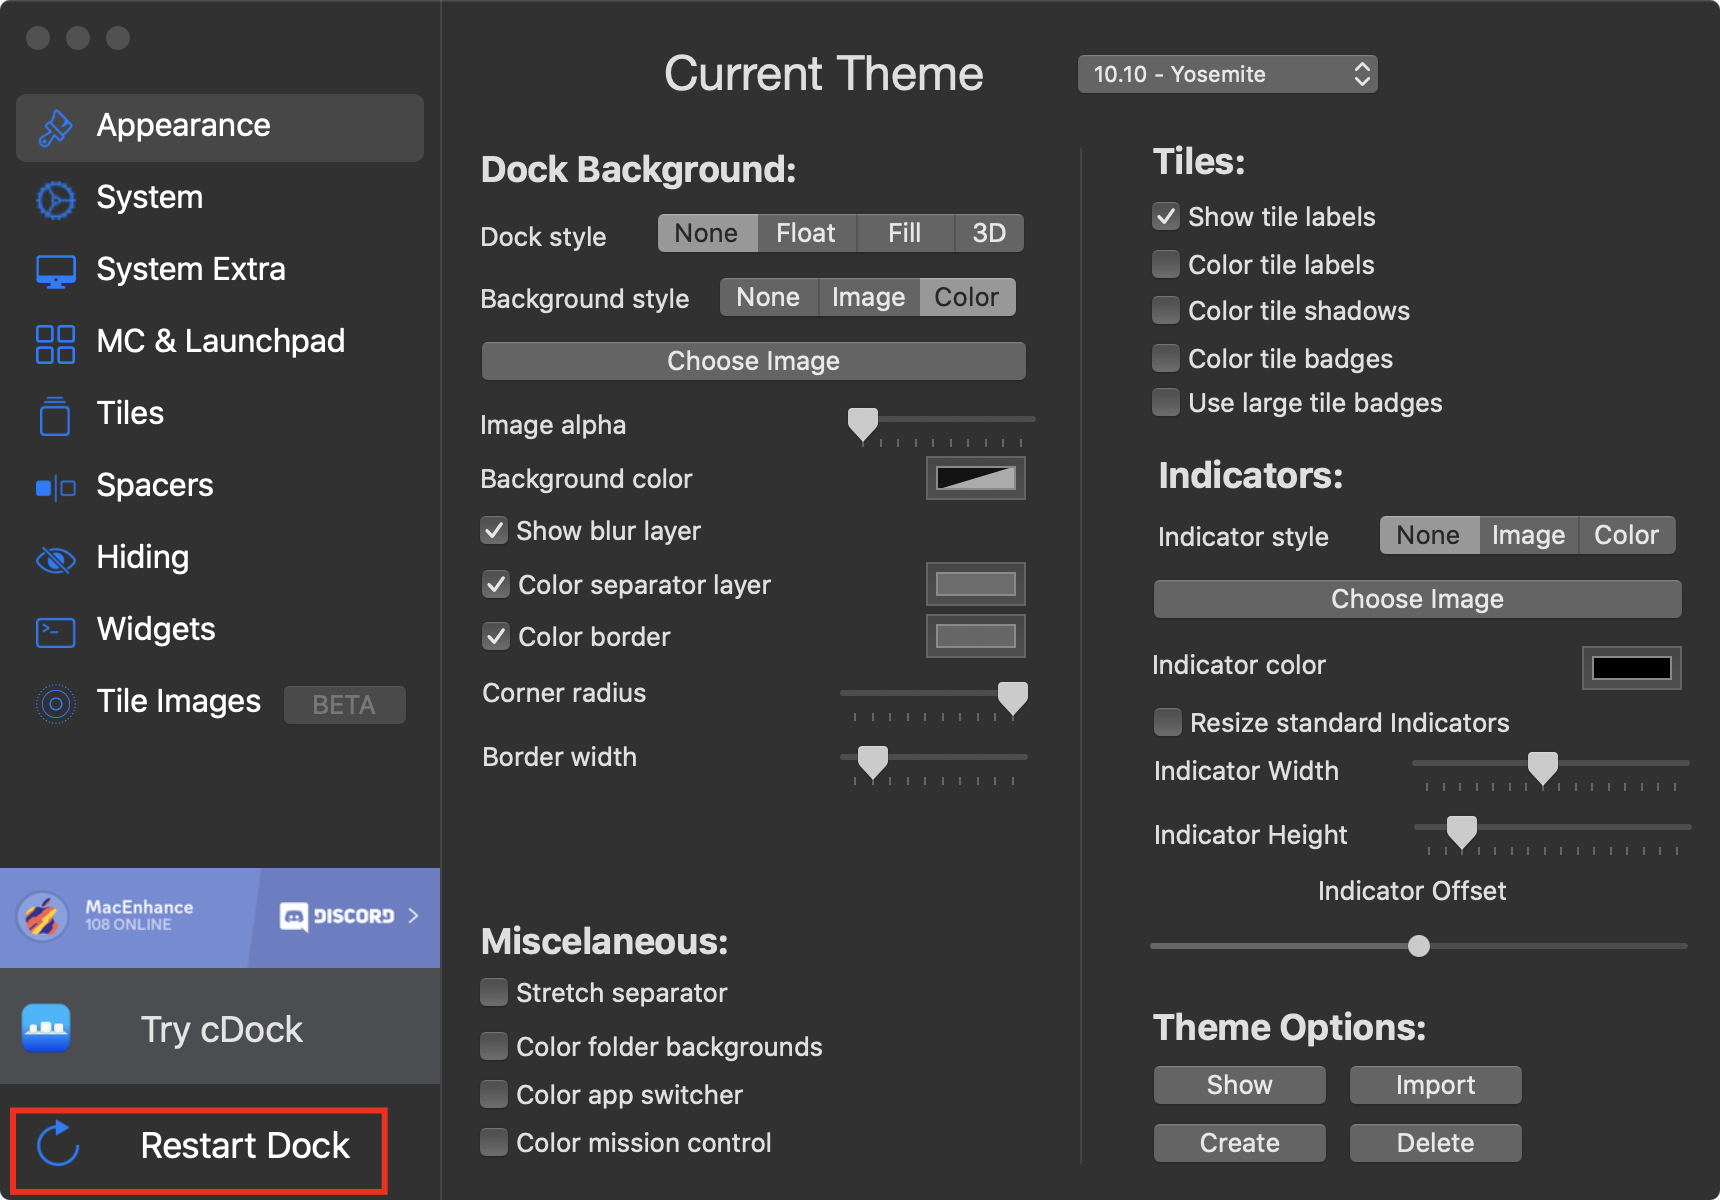 Appearance
System
System Extra
MC & Launchpad
Tiles
Spacers
Hiding
Widgets
Tile Images BETA
MacEnhance
108 ONLINE
DISCORD
Try cDock
Restart Dock
Current Theme 10.10 - Yosemite
Dock Background:
Dock style None Float Fill 3D
Background style None Image Color
Choose Image
Image alpha
Background color
Show blur layer
Color separator layer
Color border
Corner radius
Border width
Miscelaneous:
Stretch separator
Color folder backgrounds
Color app switcher
Color mission control
Tiles:
Show tile labels
Color tile labels
Color tile shadows
Color tile badges
Use large tile badges
Indicators:
Indicator style None Image Color
Choose Image
Indicator color
Resize standard Indicators
Indicator Width
Indicator Height
Indicator Offset
Theme Options:
Show Import
Create Delete